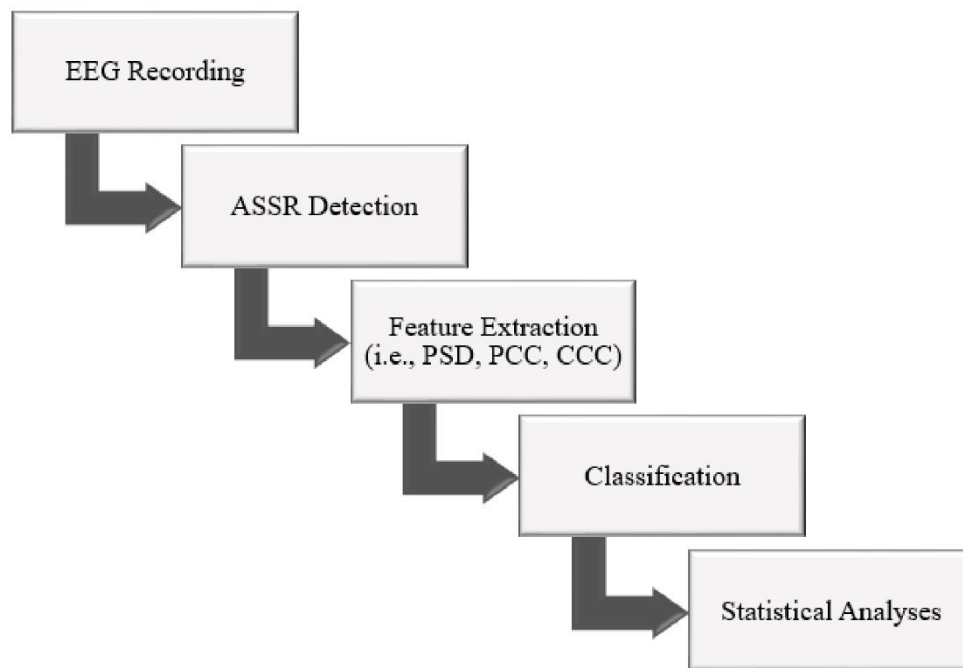 EEG Recording
ASSR Detection
Feature Extraction
(i.e., PSD, PCC, CCC)
Classification
Statistical Analyses